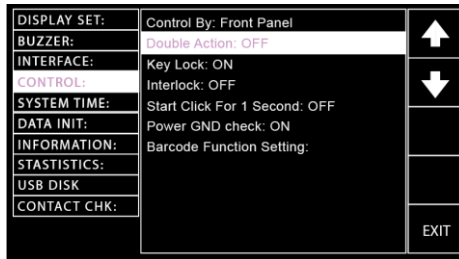 DISPLAY SET:
BUZZER:
INTERFACE:
CONTROL:
SYSTEM TIME:
DATA INIT:
INFORMATION:
STASTISTICS:
USB DISK
CONTACT CHK:
Control By: Front Panel
Double Action: OFF
Key Lock: ON
Interlock: OFF
Start Click For 1 Second: OFF
Power GND check: ON
Barcode Function Setting:
EXIT